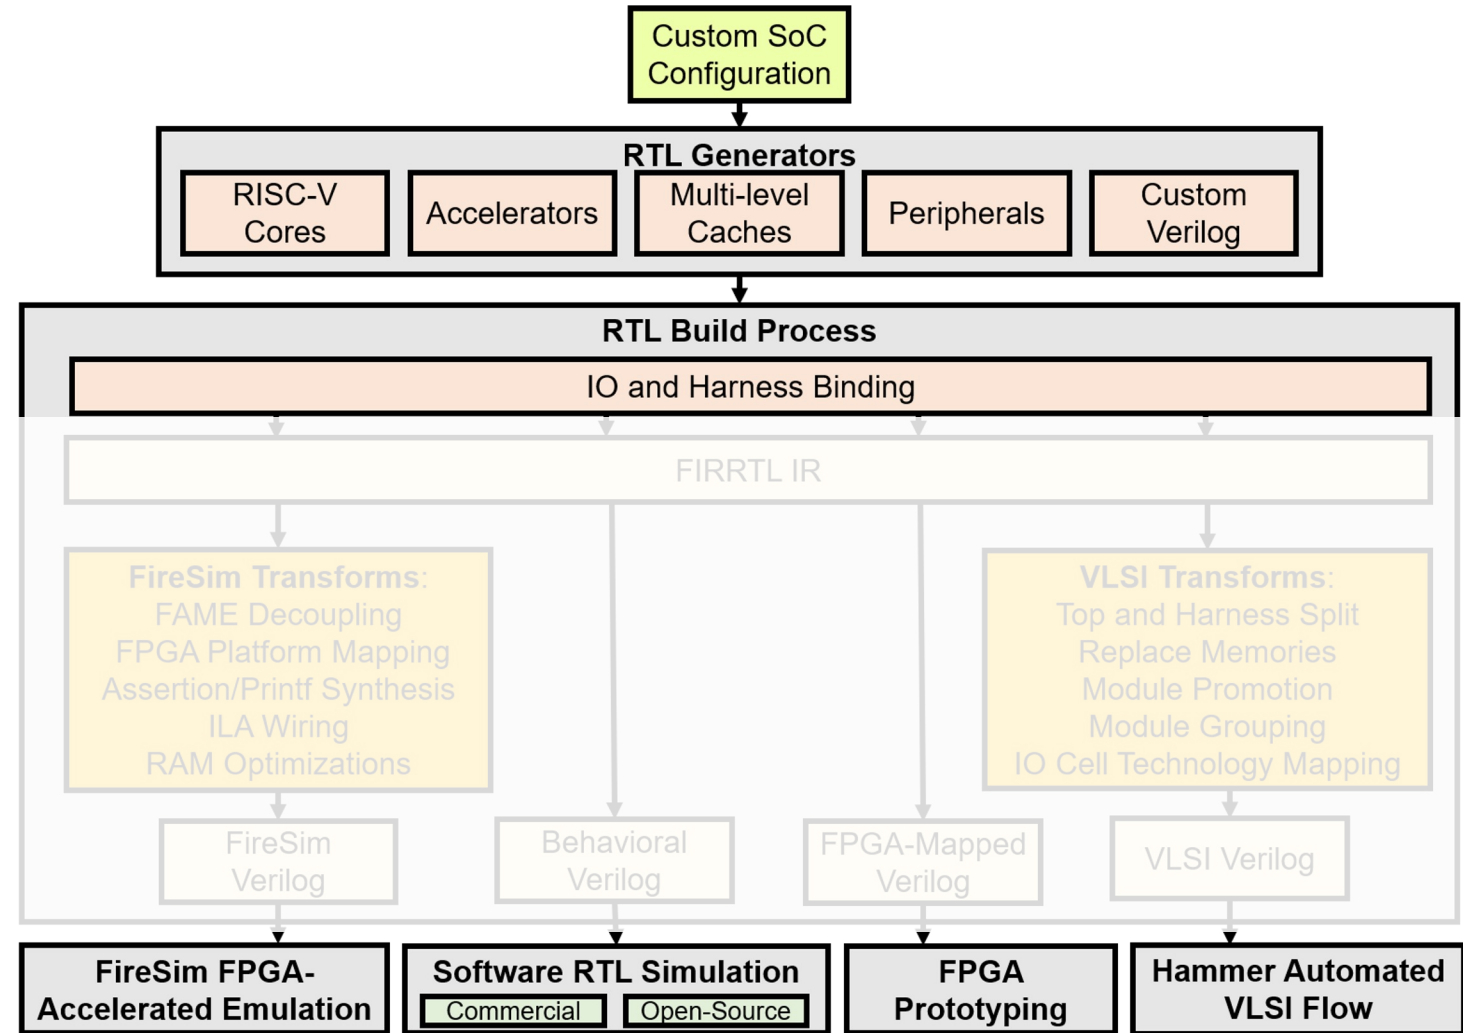 Custom SoC
Configuration
RTL Generators
RISC-V
Cores
Accelerators
Multi-level
Caches
Peripherals
Custom
Verilog
RTL Build Process
IO and Harness Binding
FIRRTL IR
FireSim Transforms:
FAME Decoupling
FPGA Platform Mapping
Assertion/Printf Synthesis
ILA Wiring
RAM Optimizations
VLSI Transforms:
Top and Harness Split
Replace Memories
Module Promotion
Module Grouping
IO Cell Technology Mapping
FireSim
Verilog
Behavioral
Verilog
FPGA-Mapped
Verilog
VLSI Verilog
FireSim FPGA-
Accelerated Emulation
Software RTL Simulation
Commercial
Open-Source
FPGA
Prototyping
Hammer Automated
VLSI Flow